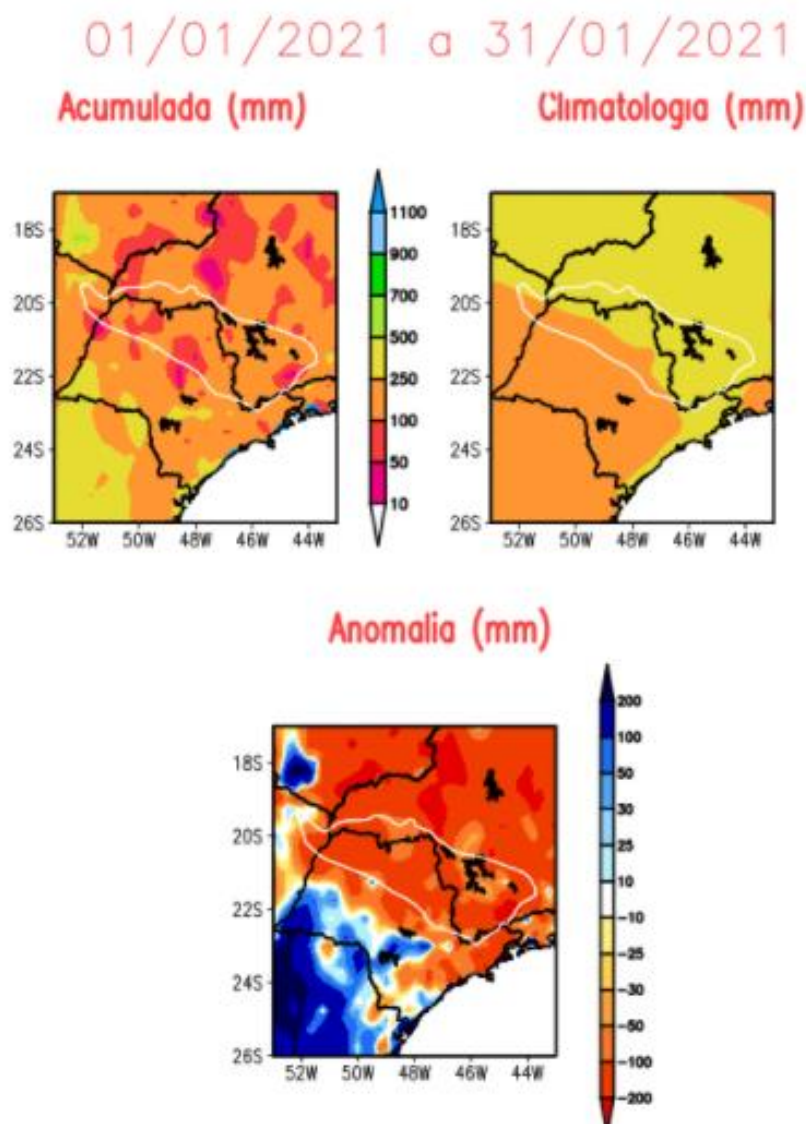 01/01/2021 a 31/01/2021
Acumulada (mm)
Climatologia (mm)
18S
20S
22S
24S
26S
52W 50W 48W 46W 44W
1100
900
700
500
250
100
50
10
18S
20S
22S
24S
26S
52W 50W 48W 46W 44W
Anomalia (mm)
18S
20S
22S
24S
26S
52W 50W 48W 46W 44W
200
100
50
30
25
10
-10
-25
-30
-50
-100
-200